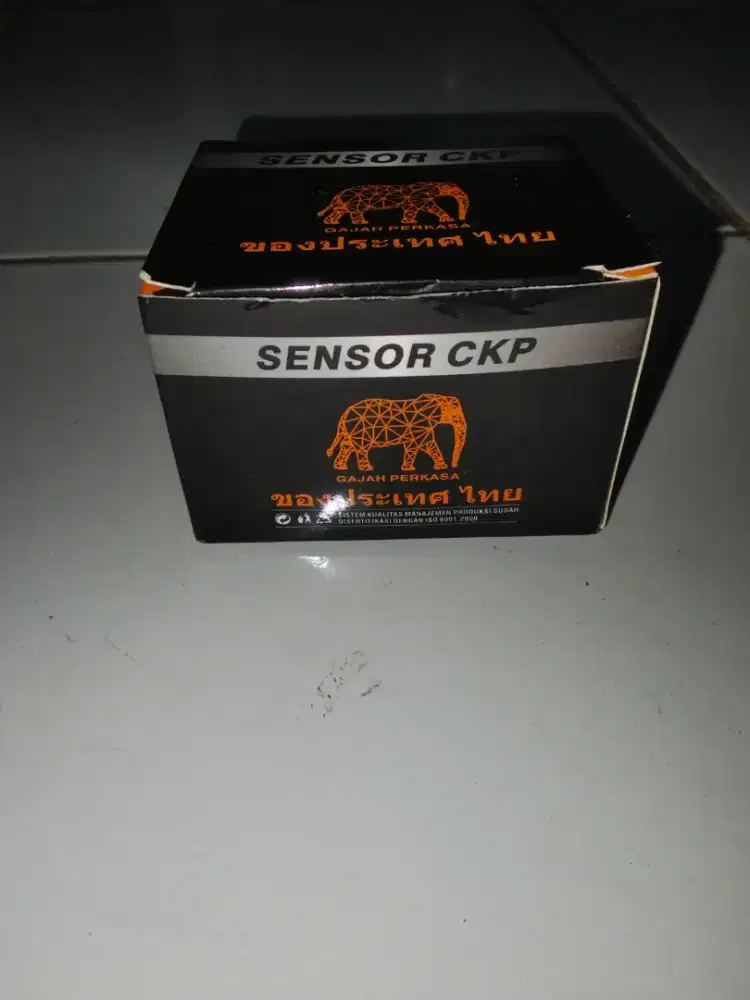 SENSOR CKP
GAJAH PERKASA
ของประเทศ ไทย
SENSOR CKP
GAJAH PERKASA
ของประเทศ ไทย
SISTEM KUALITAS MANAJEMEN PRODUKSI SUDAH
DISERTIFIKASI DENGAN ISO 9001:2008